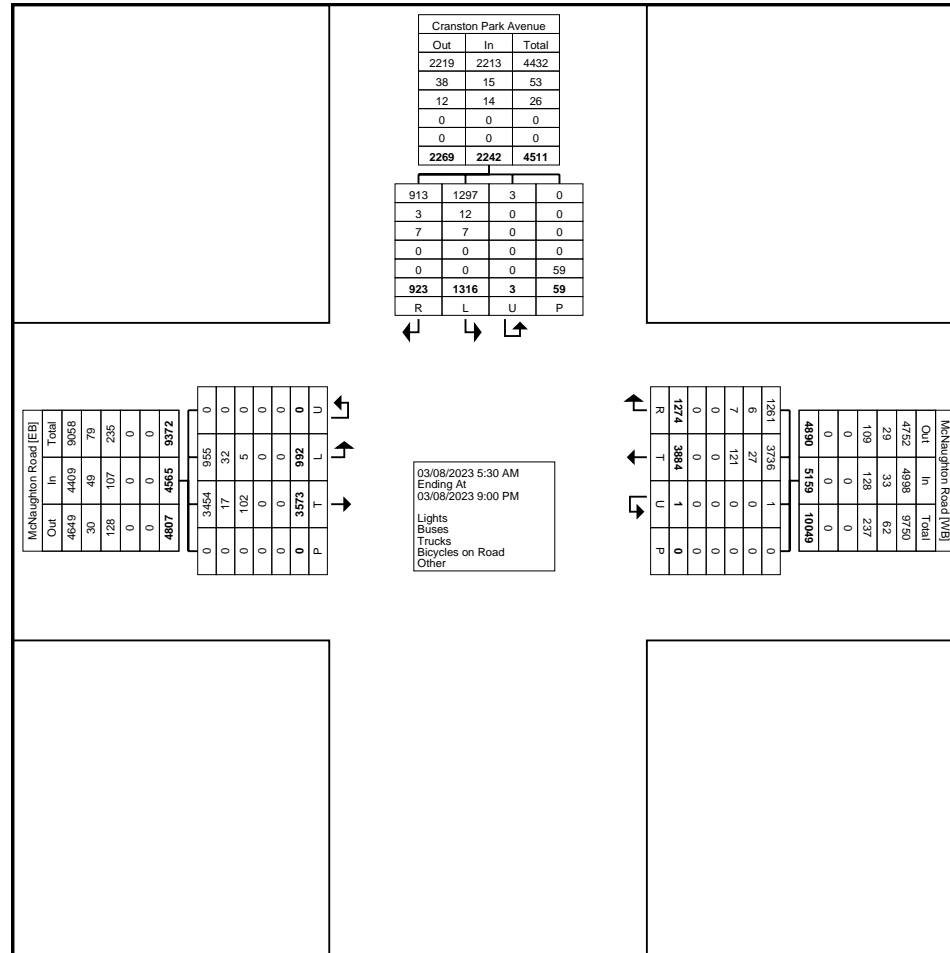 Cranston Park Avenue
Out In Total
2219 2213 4432
38 15 53
12 14 26
0 0 0
0 0 0
2269 2242 4511
913 1297 3 0
3 12 0 0
7 7 0 0
0 0 0 0
0 0 0 59
923 1316 3 59
R L U P
McNaughton Road [EB]
Total In Out
9058 4409 4649
79 49 30
235 107 128
0 0 0
0 0 0
9372 4565 4807
0 955 3454 0
0 32 17 0
0 5 102 0
0 0 0 0
0 0 0 0
0 992 3573 0
U L T P
03/08/2023 5:30 AM
Ending At
03/08/2023 9:00 PM
Lights
Buses
Trucks
Bicycles on Road
Other
R T U P
1274 3884 1 0
0 0 0 0
0 0 0 0
7 121 0 0
6 27 0 0
1261 3736 1 0
McNaughton Road [WB]
Out In Total
4752 4998 9750
29 33 62
109 128 237
0 0 0
0 0 0
4890 5159 10049